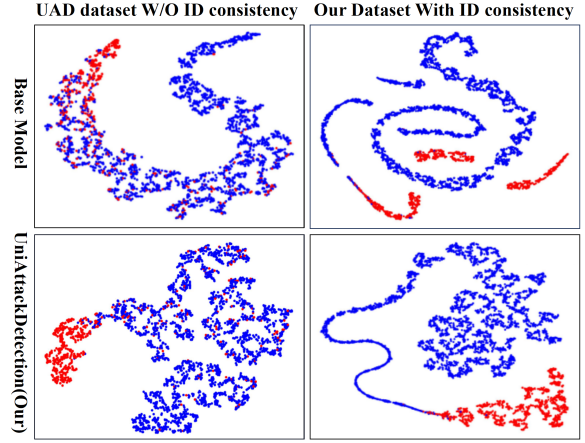 UAD dataset W/O ID consistency
Our Dataset With ID consistency
Base Model
UniAttackDetection(Our)